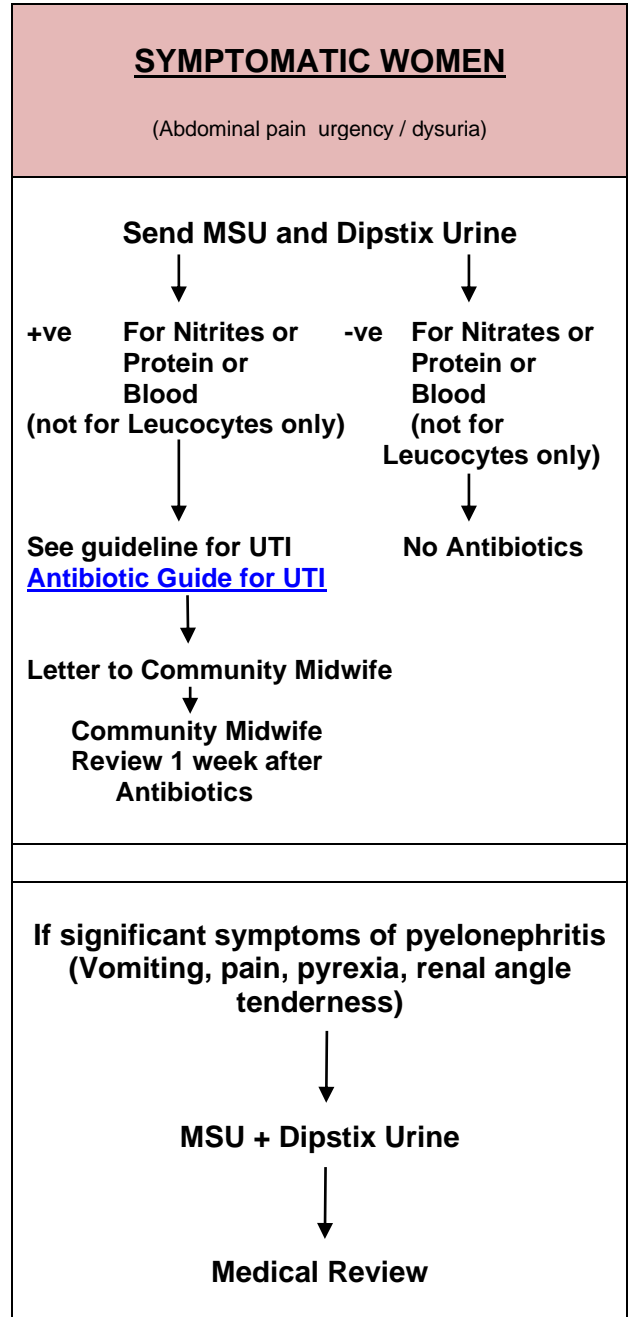 SYMPTOMATIC WOMEN
(Abdominal pain urgency / dysuria)
Send MSU and Dipstix Urine
+ve For Nitrites or
Protein or
Blood
(not for Leucocytes only)
-ve For Nitrates or
Protein or
Blood
(not for
Leucocytes only)
See guideline for UTI
Antibiotic Guide for UTI
No Antibiotics
Letter to Community Midwife
Community Midwife
Review 1 week after
Antibiotics
If significant symptoms of pyelonephritis
(Vomiting, pain, pyrexia, renal angle
tenderness)
MSU + Dipstix Urine
Medical Review